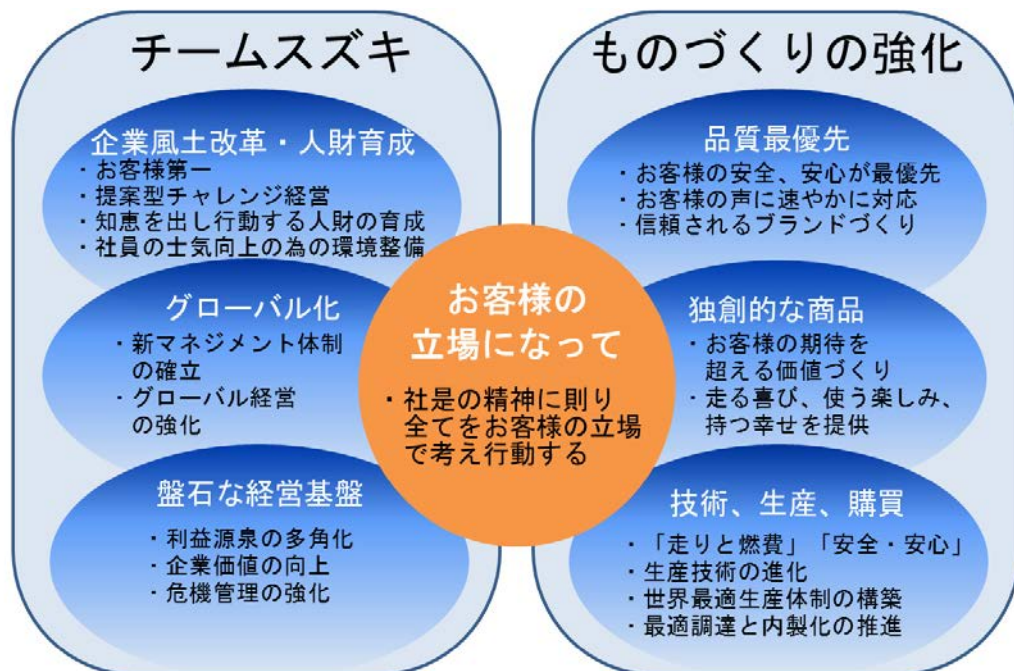 チームスズキ
企業風土改革・人財育成
・お客様第一
・提案型チャレンジ経営
・知恵を出し行動する人財の育成
・社員の士気向上の為の環境整備
グローバル化
・新マネジメント体制
の確立
・グローバル経営
の強化
盤石な経営基盤
・利益源泉の多角化
・企業価値の向上
・危機管理の強化
お客様の
立場になって
・社是の精神に則り
全てをお客様の立場
で考え行動する
ものづくりの強化
品質最優先
・お客様の安全、安心が最優先
・お客様の声に速やかに対応
・信頼されるブランドづくり
独創的な商品
・お客様の期待を
超える価値づくり
・走る喜び、使う楽しみ、
持つ幸せを提供
技術、生産、購買
・「走りと燃費」「安全・安心」
・生産技術の進化
・世界最適生産体制の構築
・最適調達と内製化の推進